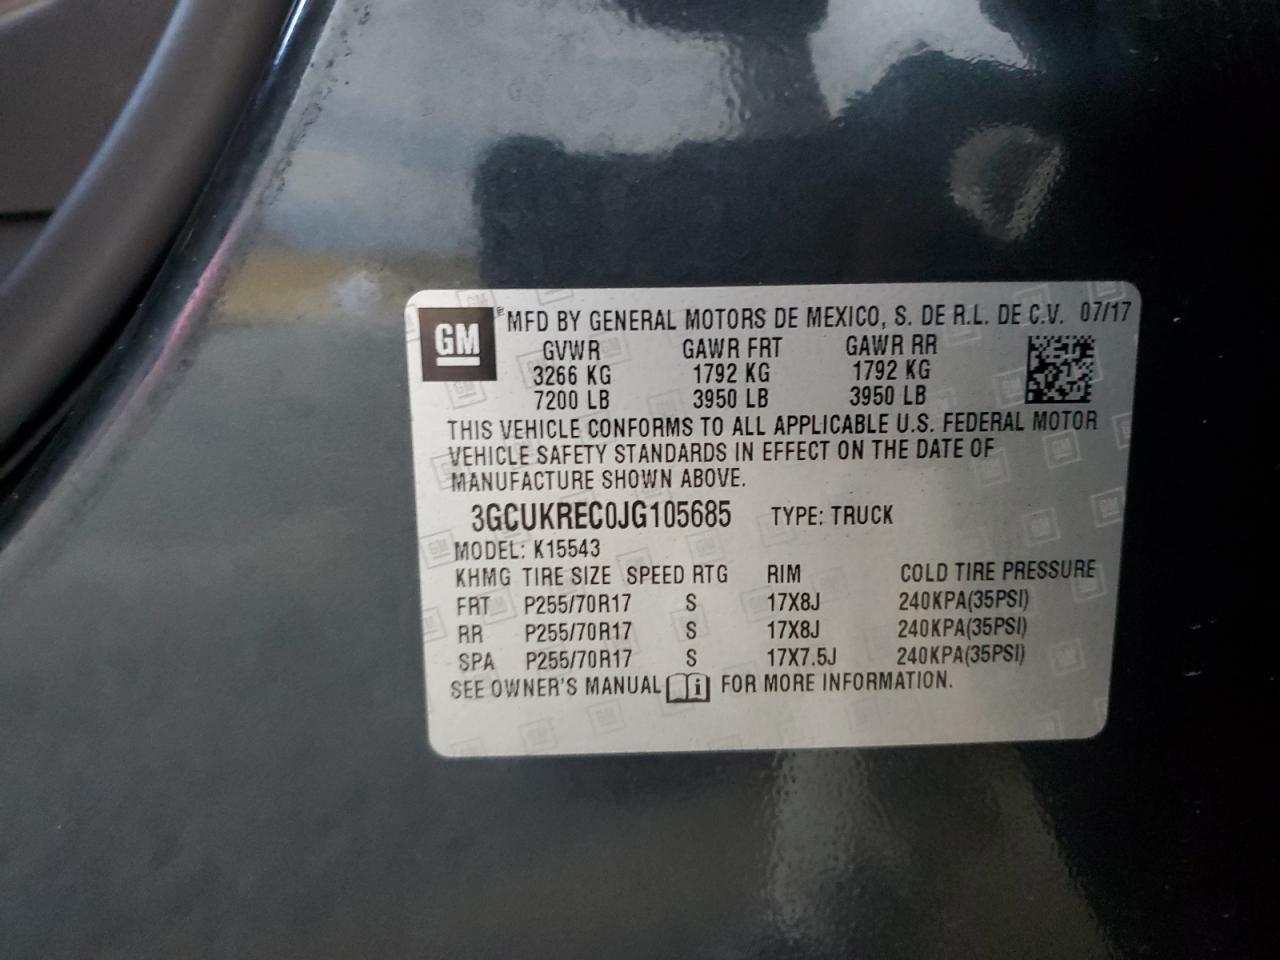 GM MFD BY GENERAL MOTORS DE MEXICO, S. DE R.L. DE C.V. 07/17
GVWR GAWR FRT GAWR RR
3266 KG 1792 KG 1792 KG
7200 LB 3950 LB 3950 LB
THIS VEHICLE CONFORMS TO ALL APPLICABLE U.S. FEDERAL MOTOR
VEHICLE SAFETY STANDARDS IN EFFECT ON THE DATE OF
MANUFACTURE SHOWN ABOVE.
3GCUKREC0JG105685 TYPE: TRUCK
MODEL: K15543
KHMG TIRE SIZE SPEED RTG RIM COLD TIRE PRESSURE
FRT P255/70R17 S 17X8J 240KPA(35PSI)
RR P255/70R17 S 17X8J 240KPA(35PSI)
SPA P255/70R17 S 17X7.5J 240KPA(35PSI)
SEE OWNER'S MANUAL i FOR MORE INFORMATION.